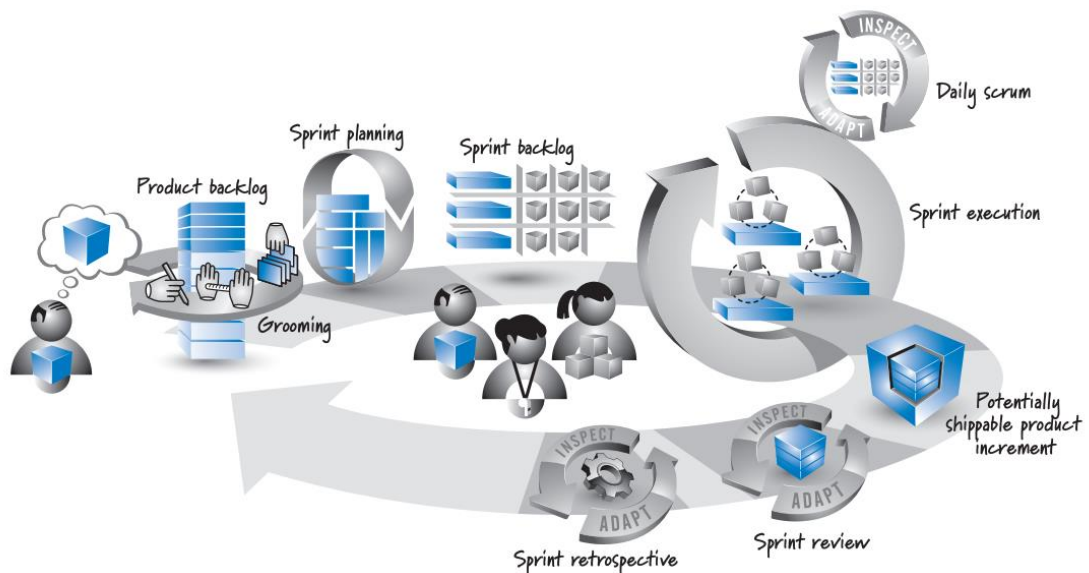 INSPECT
ADAPT
Daily scrum
Sprint planning
Sprint backlog
Product backlog
Sprint execution
Grooming
Potentially
shippable product
increment
INSPECT
ADAPT
Sprint retrospective
INSPECT
ADAPT
Sprint review